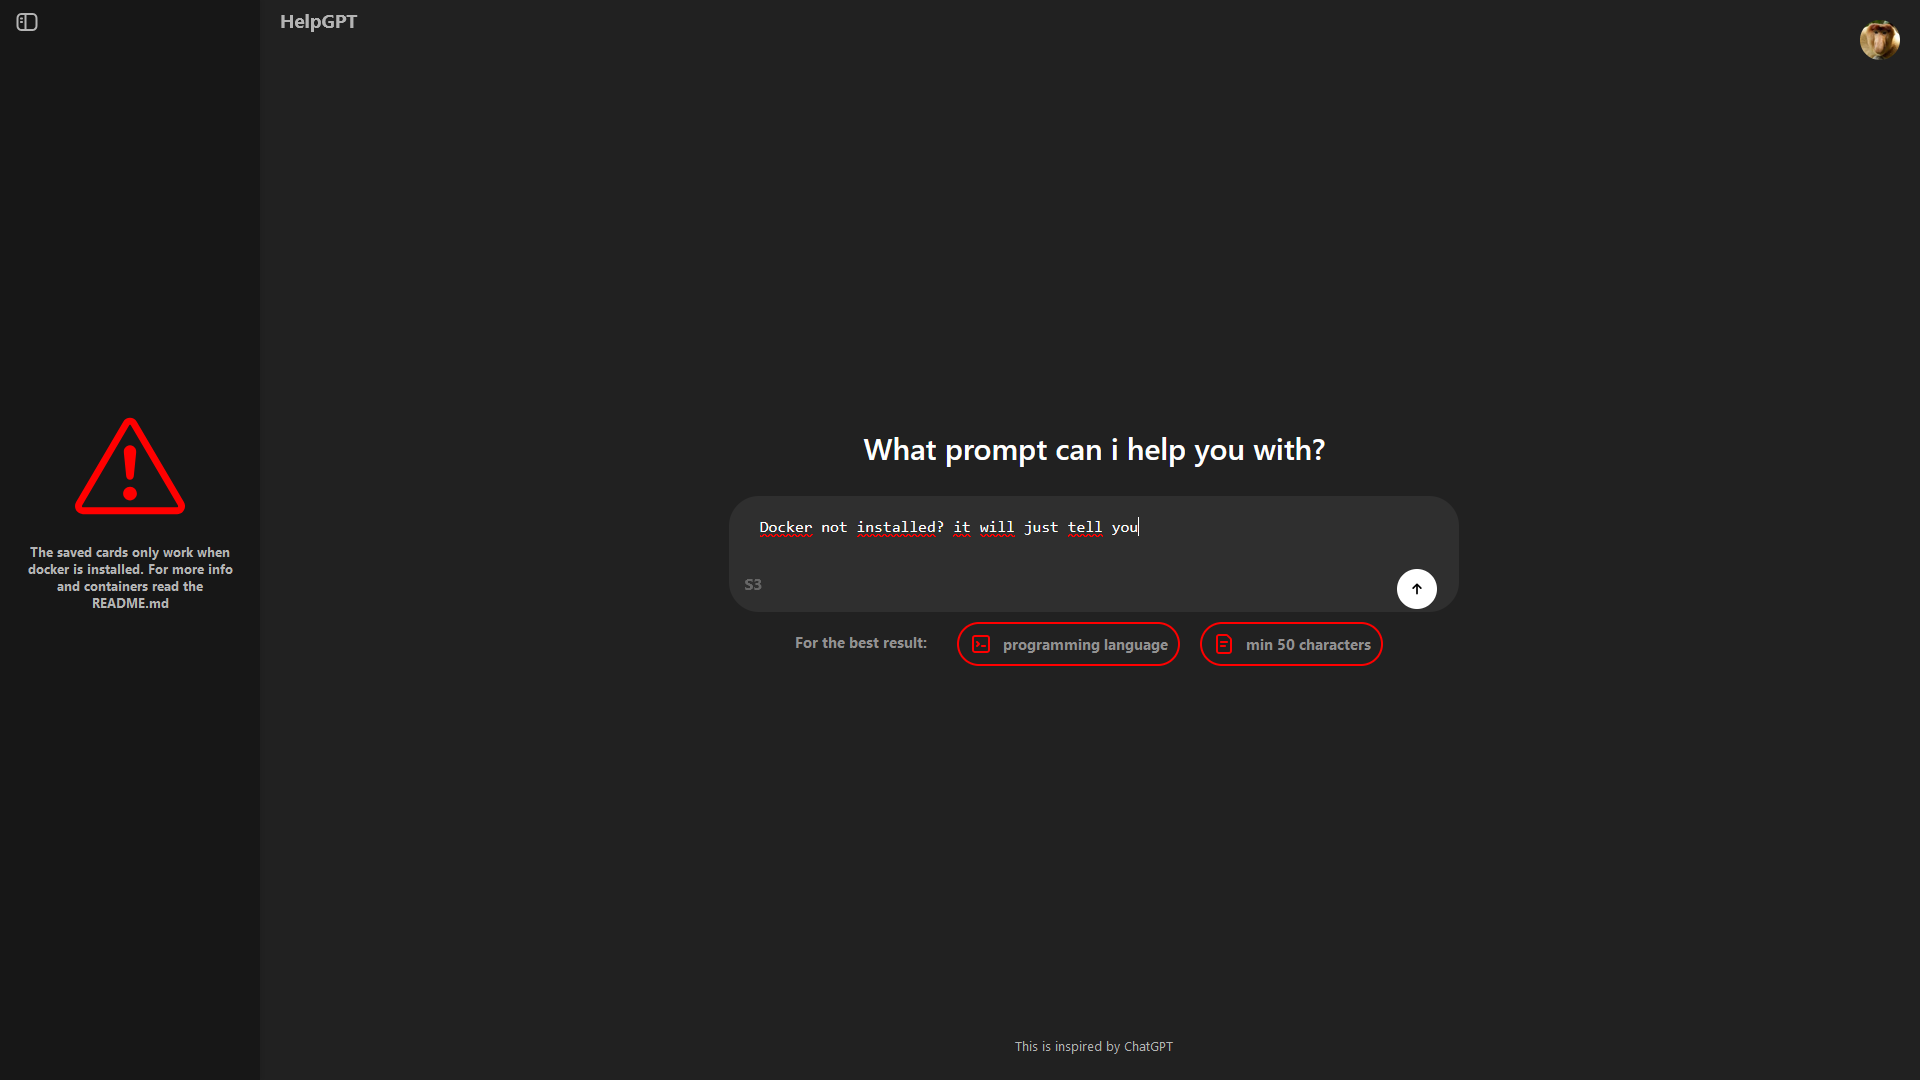 HelpGPT
The saved cards only work when
docker is installed. For more info
and containers read the
README.md
What prompt can i help you with?
Docker not installed? it will just tell you
S3
For the best result:
programming language
min 50 characters
This is inspired by ChatGPT